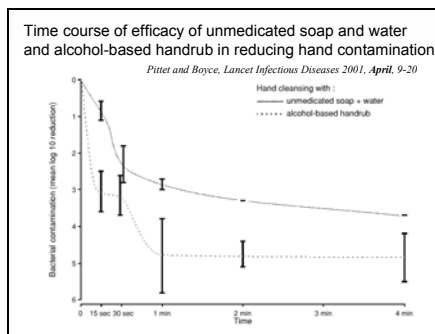 Time course of efficacy of unmedicated soap and water
and alcohol-based handrub in reducing hand contamination
Pittet and Boyce, Lancet Infectious Diseases 2001, April, 9-20
Hand cleansing with :
unmedicated soap + water
alcohol-based handrub
Bacterial contamination (mean log 10 reduction)
0
1
2
3
4
5
6
0 15 sec 30 sec 1 min 2 min 3 min 4 min
Time